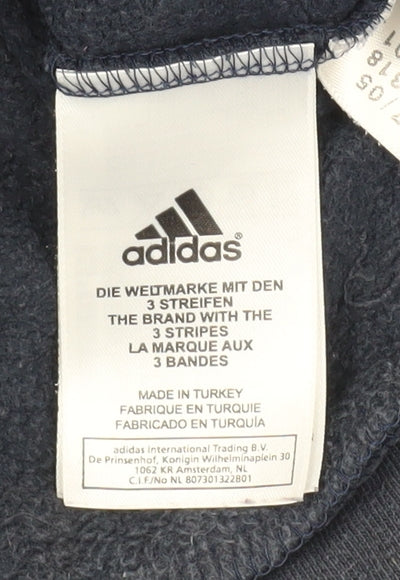 adidas®
DIE WELTMARKE MIT DEN
3 STREIFEN
THE BRAND WITH THE
3 STRIPES
LA MARQUE AUX
3 BANDES
MADE IN TURKEY
FABRIQUE EN TURQUIE
FABRICADO EN TURQUÍA
adidas International Trading B.V.
De Prinsenhof, Konigin Wilhelminaplein 30
1062 KR Amsterdam, NL
C.I.F./No NL 807301322B01